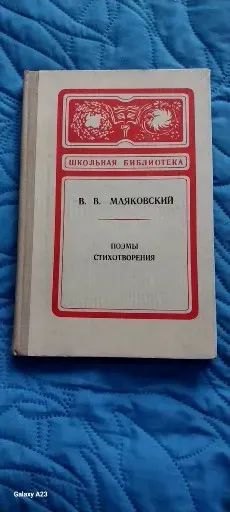 ШКОЛЬНАЯ БИБЛИОТЕКА
В. В. МАЯКОВСКИЙ
ПОЭМЫ
СТИХОТВОРЕНИЯ
Galaxy A23